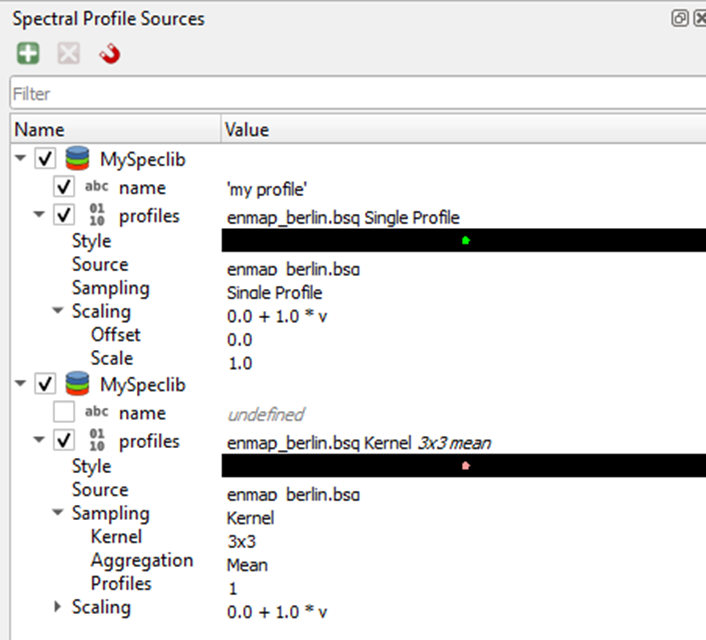 Spectral Profile Sources
Filter
Name Value
MySpeclib
abc name 'my profile'
01 10 profiles enmap_berlin.bsq Single Profile
Style
Source enmap_berlin.bsq
Sampling Single Profile
Scaling 0.0 + 1.0 * v
Offset 0.0
Scale 1.0
MySpeclib
abc name undefined
01 10 profiles enmap_berlin.bsq Kernel 3x3 mean
Style
Source enmap_berlin.bsq
Sampling Kernel
Kernel 3x3
Aggregation Mean
Profiles 1
Scaling 0.0 + 1.0 * v